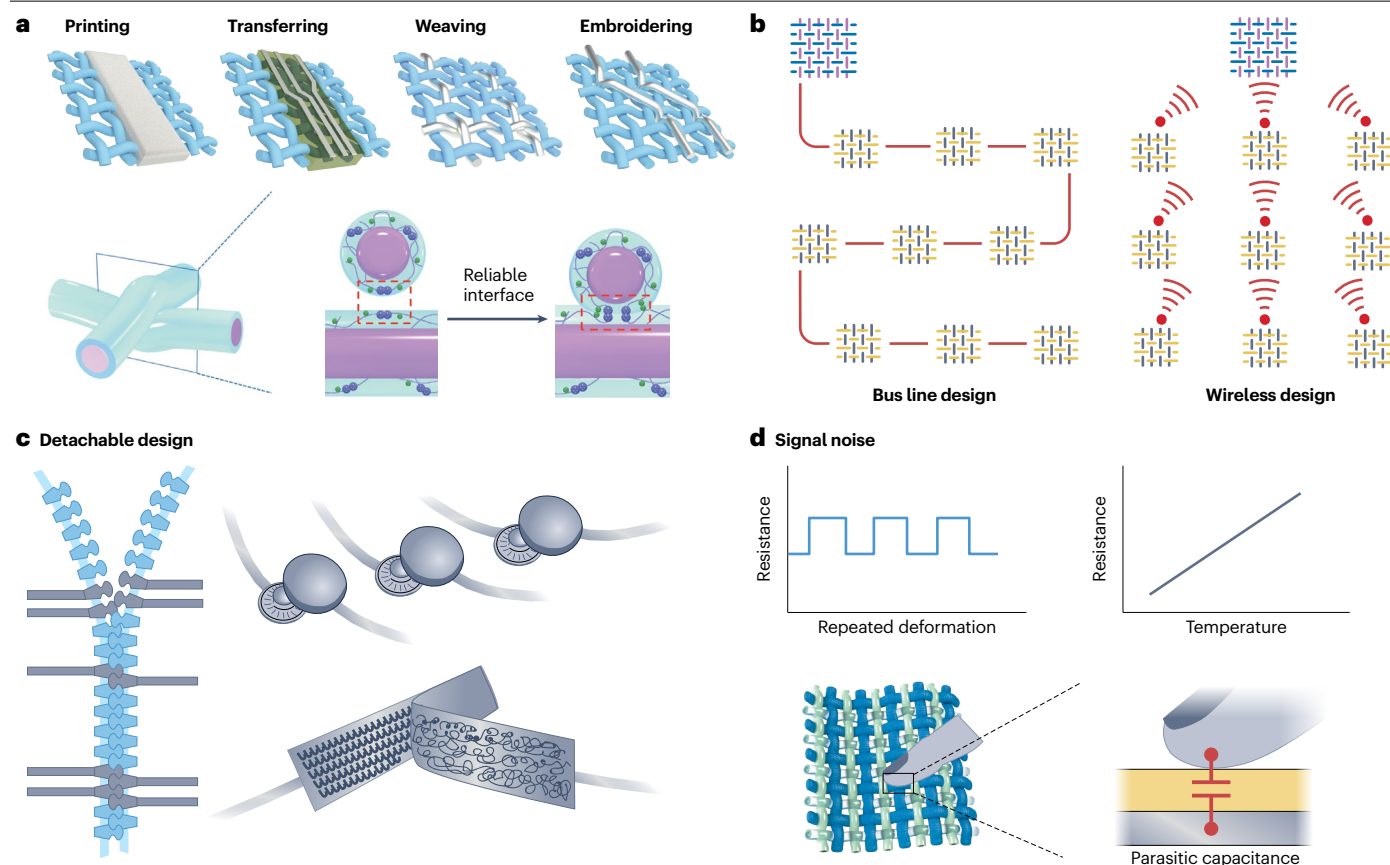 a
Printing
Transferring
Weaving
Embroidering
Reliable
interface
b
Bus line design
Wireless design
c Detachable design
d Signal noise
Resistance
Repeated deformation
Resistance
Temperature
Parasitic capacitance